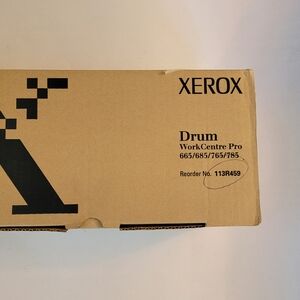 XEROX
Drum
WorkCentre Pro
665/685/765/785
Reorder No. 113R459